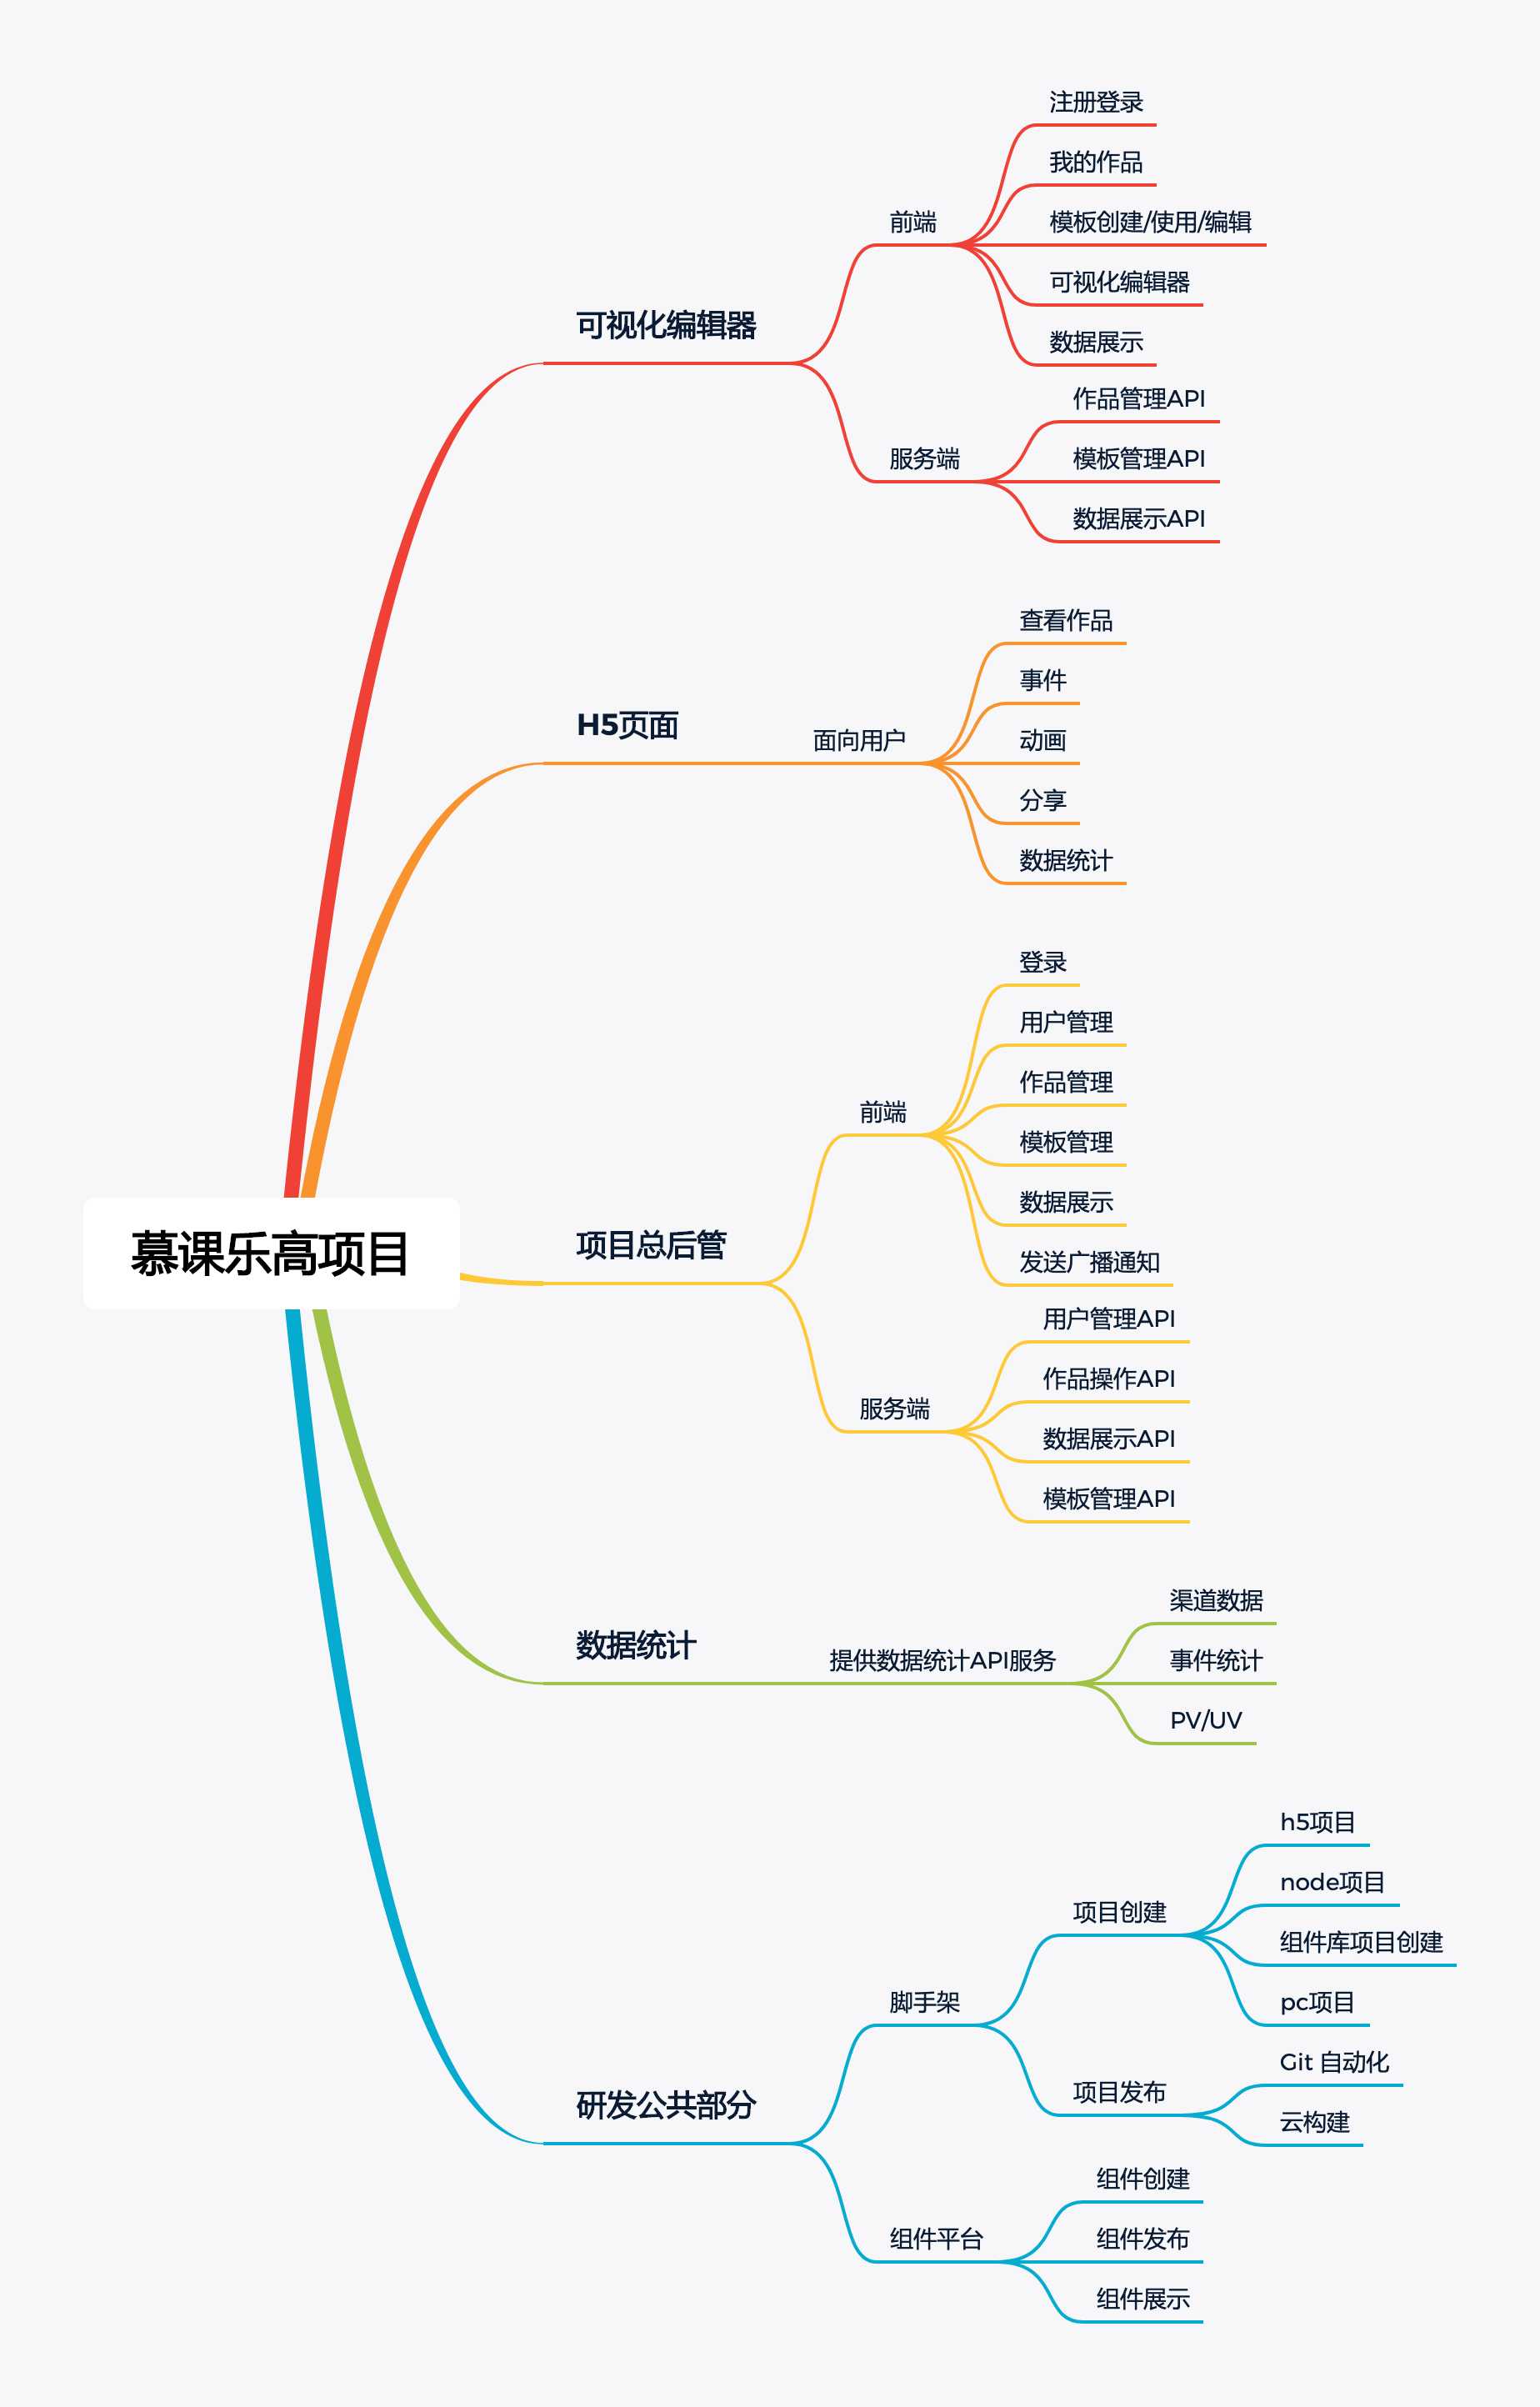 慕课乐高项目
可视化编辑器
前端
注册登录
我的作品
模板创建/使用/编辑
可视化编辑器
数据展示
服务端
作品管理API
模板管理API
数据展示API
H5页面
面向用户
查看作品
事件
动画
分享
数据统计
项目总后管
前端
登录
用户管理
作品管理
模板管理
数据展示
发送广播通知
服务端
用户管理API
作品操作API
数据展示API
模板管理API
数据统计
提供数据统计API服务
渠道数据
事件统计
PV/UV
研发公共部分
脚手架
项目创建
h5项目
node项目
组件库项目创建
pc项目
项目发布
Git 自动化
云构建
组件平台
组件创建
组件发布
组件展示